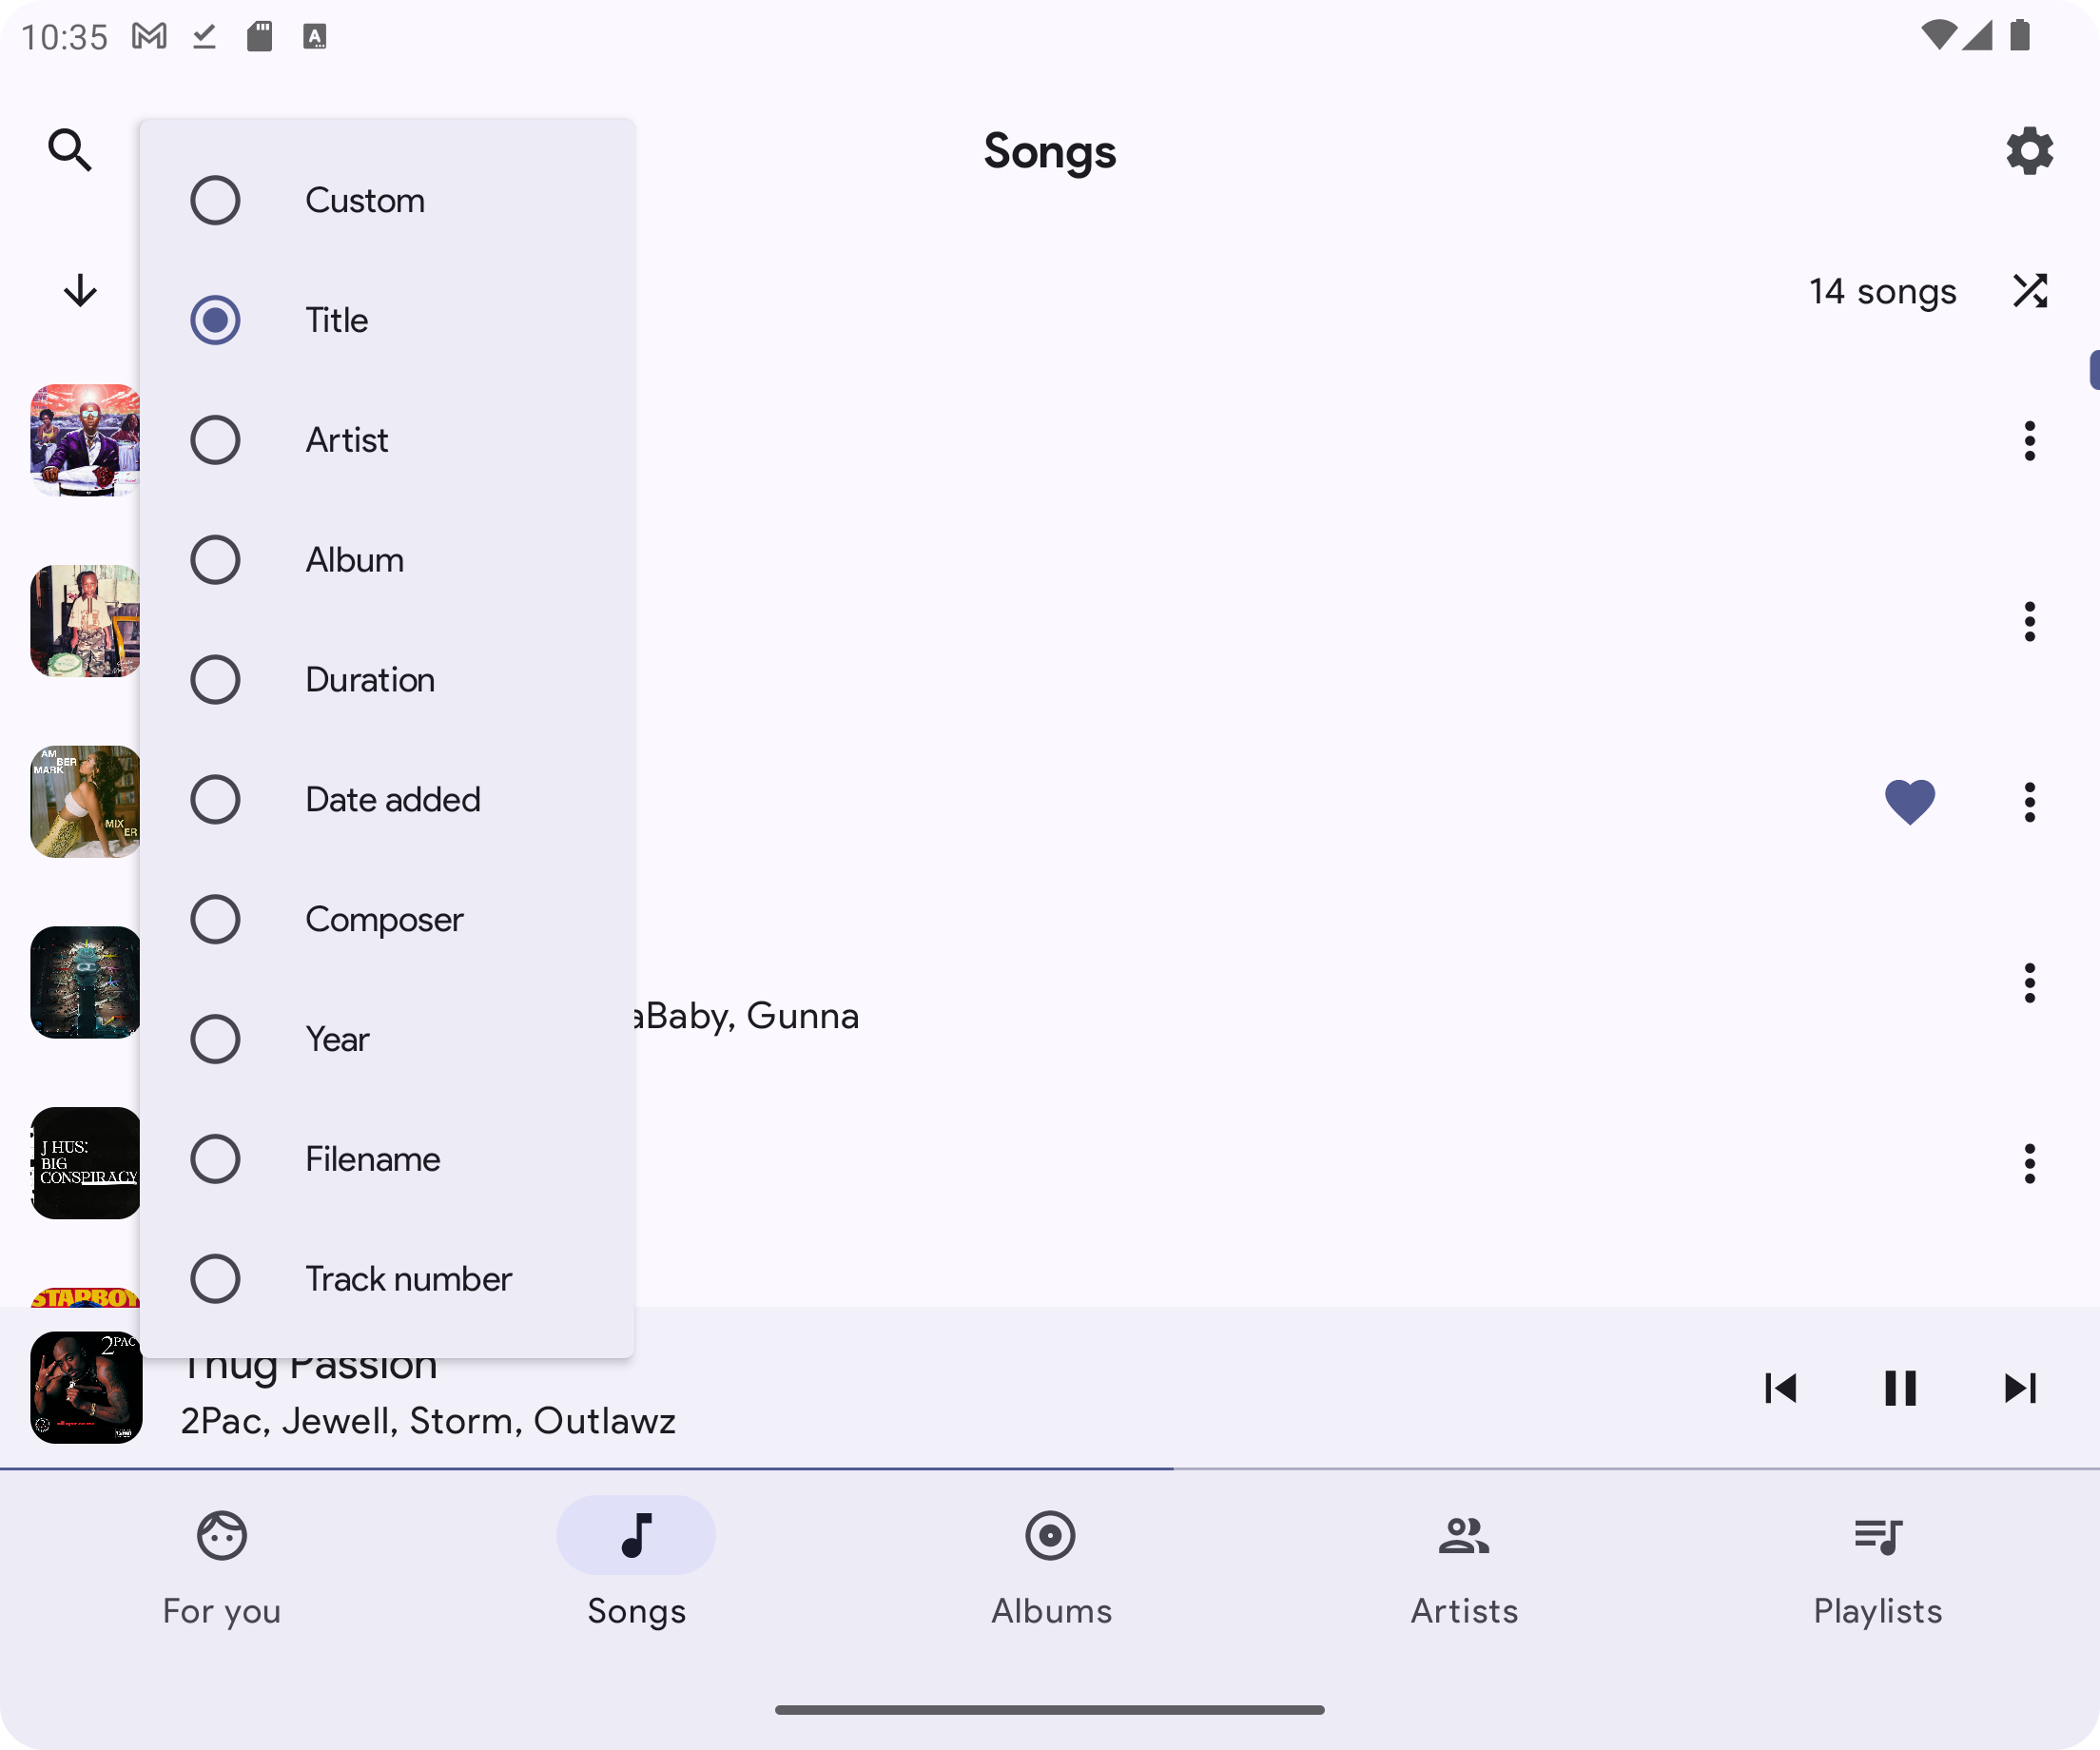 10:35
Songs
Custom
Title
14 songs
Artist
Album
Duration
AM
BER
MARK
Date added
MIX
ER
Composer
aBaby, Gunna
Year
J HUS:
BIG
CONSPIRACY
Filename
Track number
STARBOY
2PAC
Thug Passion
2Pac, Jewell, Storm, Outlawz
For you
Songs
Albums
Artists
Playlists